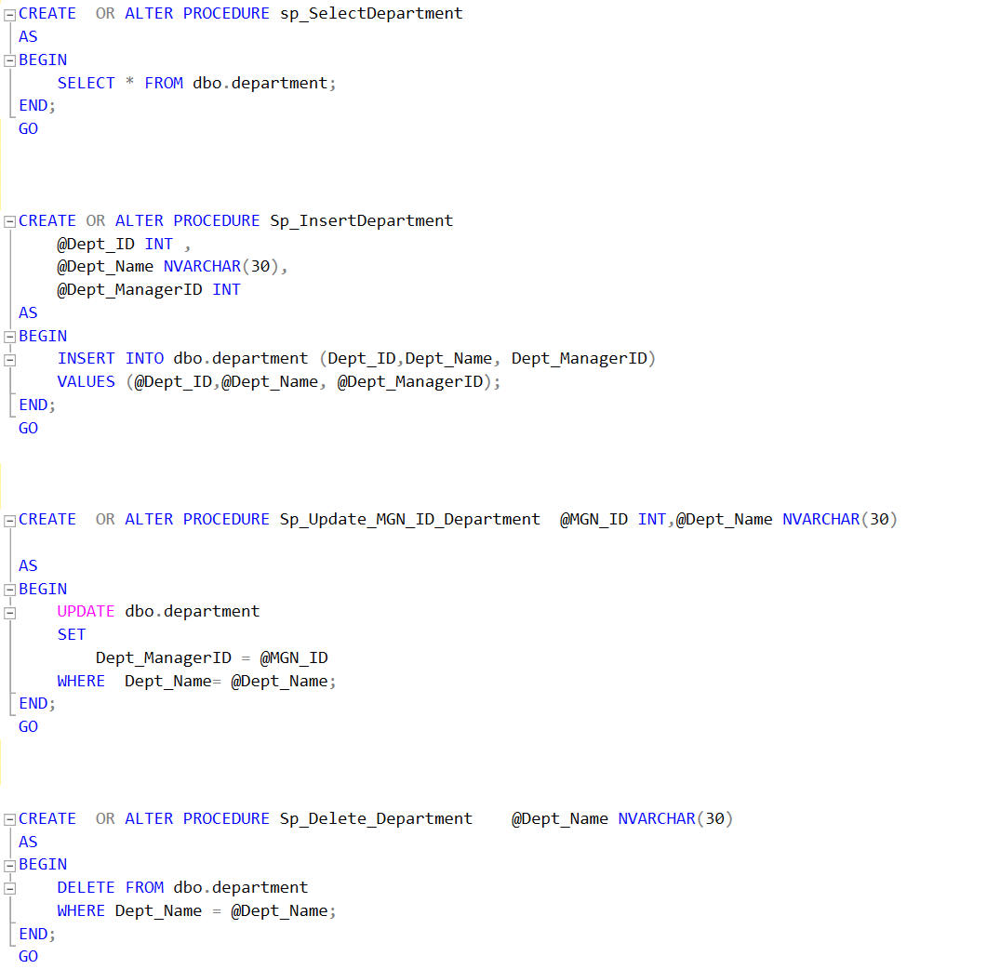 CREATE  OR ALTER PROCEDURE sp_SelectDepartment
AS
BEGIN
    SELECT * FROM dbo.department;
END;
GO
CREATE OR ALTER PROCEDURE Sp_InsertDepartment
    @Dept_ID INT ,
    @Dept_Name NVARCHAR(30),
    @Dept_ManagerID INT
AS
BEGIN
    INSERT INTO dbo.department (Dept_ID,Dept_Name, Dept_ManagerID)
    VALUES (@Dept_ID,@Dept_Name, @Dept_ManagerID);
END;
GO
CREATE  OR ALTER PROCEDURE Sp_Update_MGN_ID_Department  @MGN_ID INT,@Dept_Name NVARCHAR(30)
AS
BEGIN
    UPDATE dbo.department
    SET
        Dept_ManagerID = @MGN_ID
    WHERE  Dept_Name= @Dept_Name;
END;
GO
CREATE  OR ALTER PROCEDURE Sp_Delete_Department    @Dept_Name NVARCHAR(30)
AS
BEGIN
    DELETE FROM dbo.department
    WHERE Dept_Name = @Dept_Name;
END;
GO